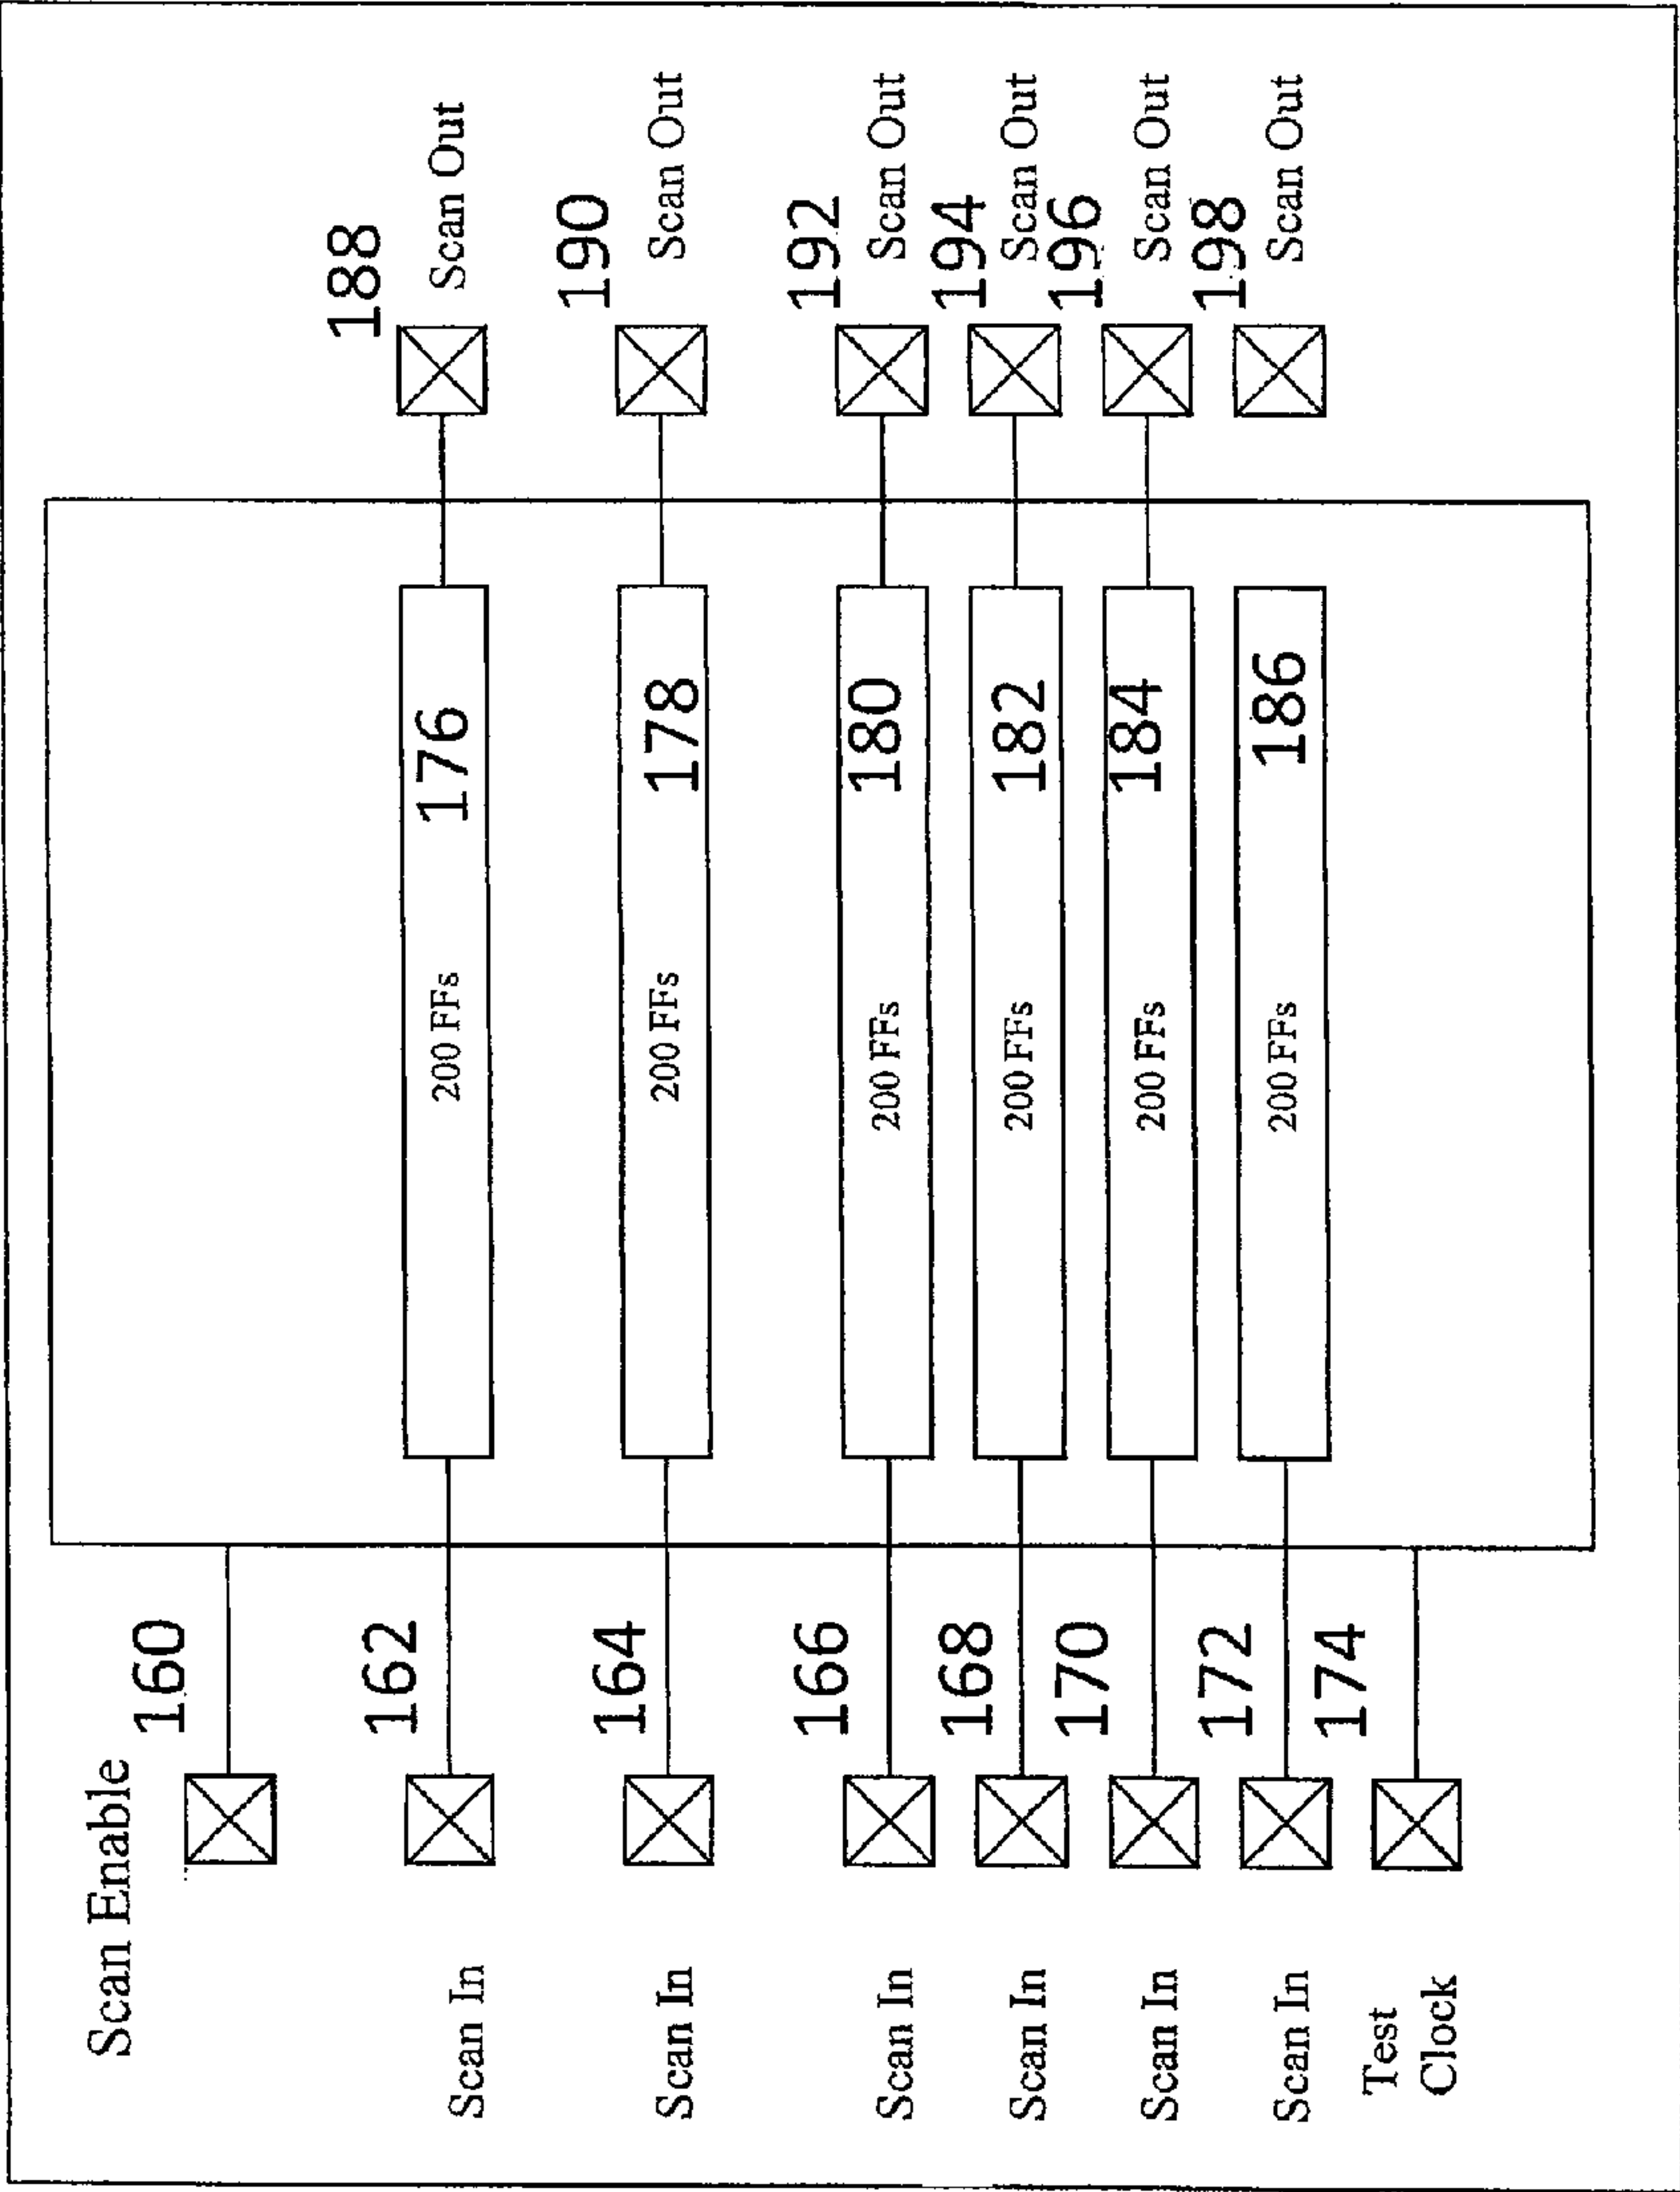 Scan Enable
160
Scan In
162
176
200 FFs
188
Scan Out
Scan In
164
178
200 FFs
190
Scan Out
Scan In
166
180
200 FFs
192
Scan Out
Scan In
168
182
200 FFs
194
Scan Out
Scan In
170
184
200 FFs
196
Scan Out
Scan In
172
186
200 FFs
198
Scan Out
Test
Clock
174